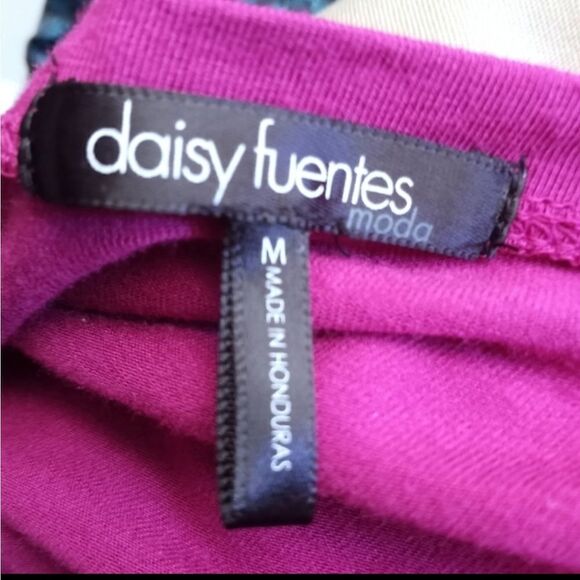 daisy fuentes
moda
M MADE IN HONDURAS